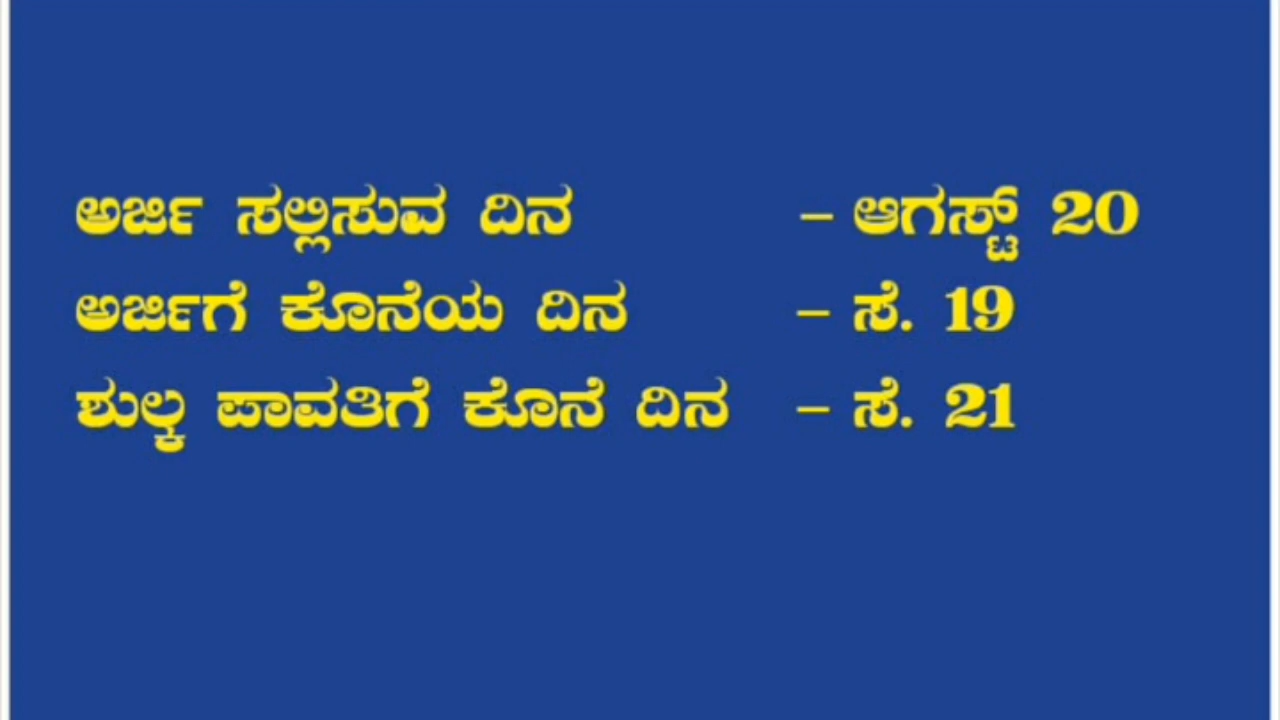 ಅರ್ಜಿ ಸಲ್ಲಿಸುವ ದಿನ – ಆಗಸ್ಟ್ 20
ಅರ್ಜಿಗೆ ಕೊನೆಯ ದಿನ – ಸೆ. 19
ಶುಲ್ಕ ಪಾವತಿಗೆ ಕೊನೆ ದಿನ – ಸೆ. 21